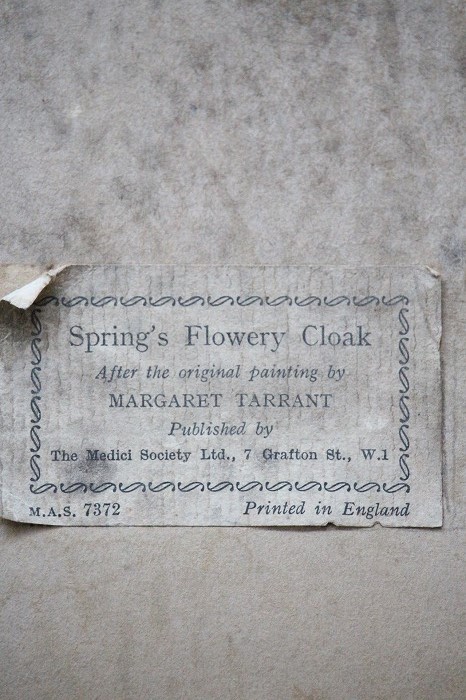 Spring's Flowery Cloak
After the original painting by
MARGARET TARRANT
Published by
The Medici Society Ltd., 7 Grafton St., W.1
M.A.S. 7372 Printed in England